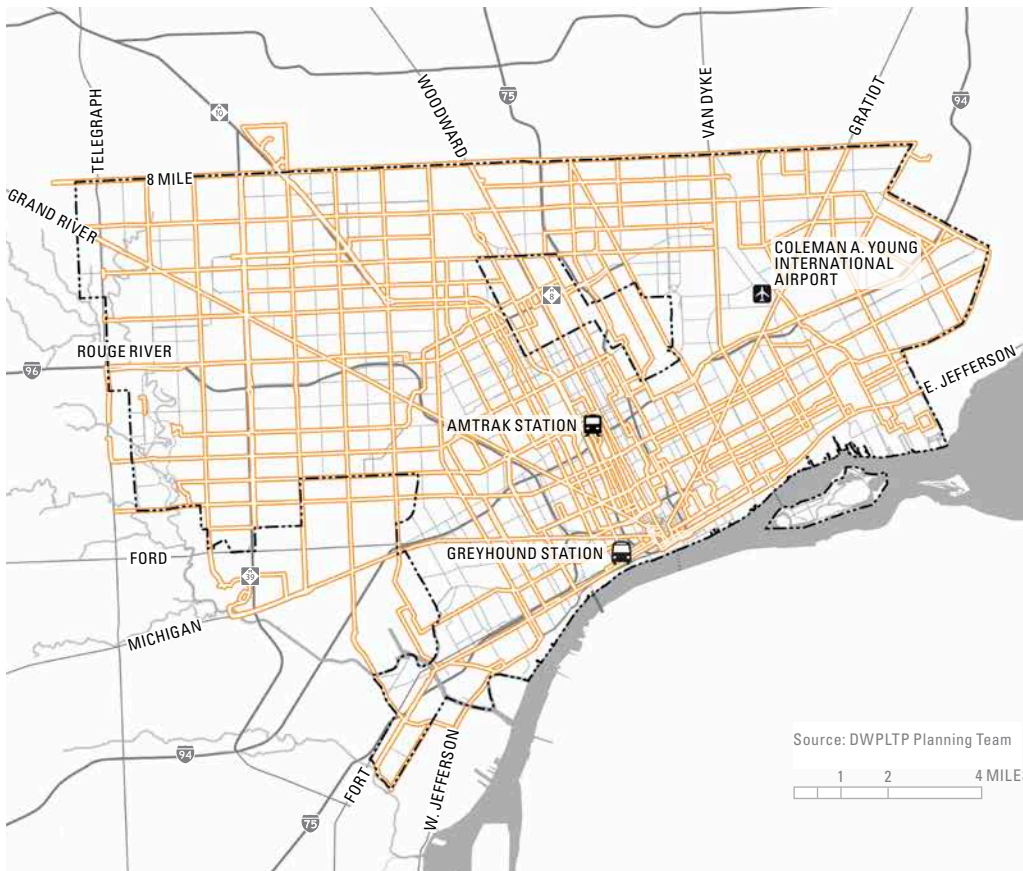 WOODWARD
75
VAN DYKE
GRATIOT
94
TELEGRAPH
10
8 MILE
GRAND RIVER
COLEMAN A. YOUNG
INTERNATIONAL
AIRPORT
8
ROUGE RIVER
96
E. JEFFERSON
AMTRAK STATION
FORD
GREYHOUND STATION
39
MICHIGAN
94
FORT
W. JEFFERSON
75
Source: DWPLTP Planning Team
1 2 4 MILE